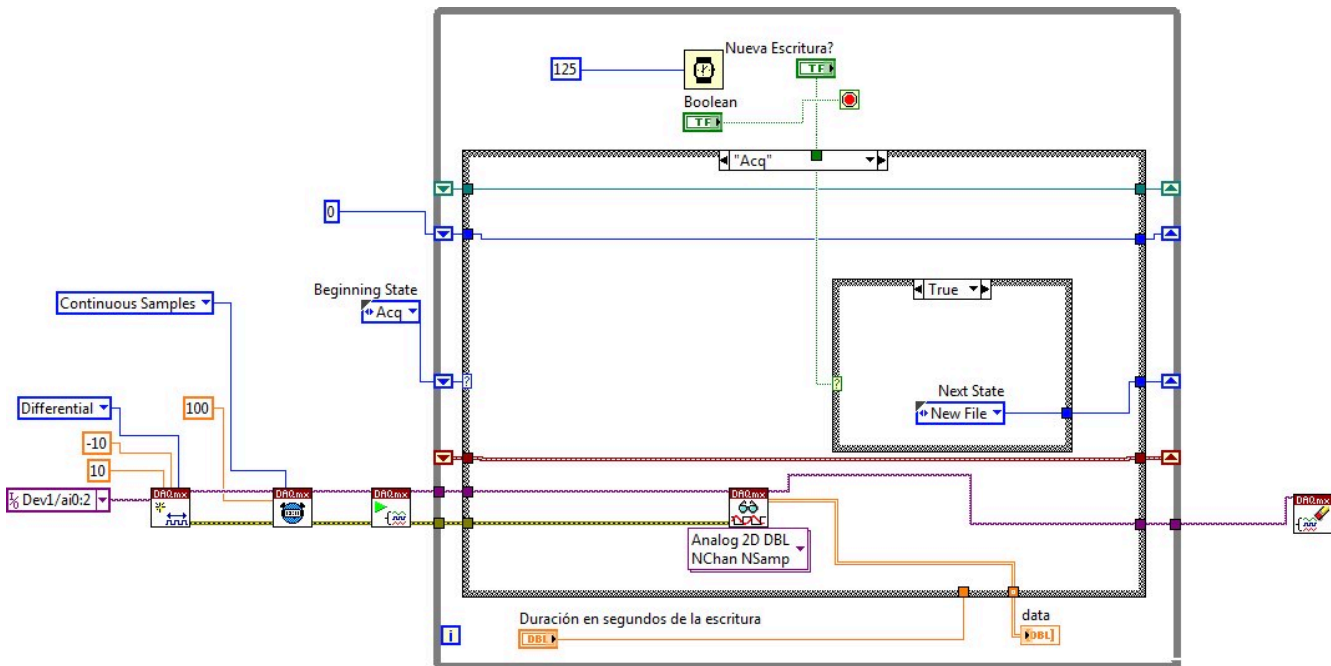 125
Nueva Escritura?
TF
Boolean
TF
"Acq"
0
Beginning State
Acq
Continuous Samples
True
Differential
100
Next State
New File
-10
10
I/O Dev1/ai0:2
DAQmx
DAQmx
DAQmx
DAQmx
DAQmx
Analog 2D DBL
NChan NSamp
Duración en segundos de la escritura
DBL
data
DBL]
i